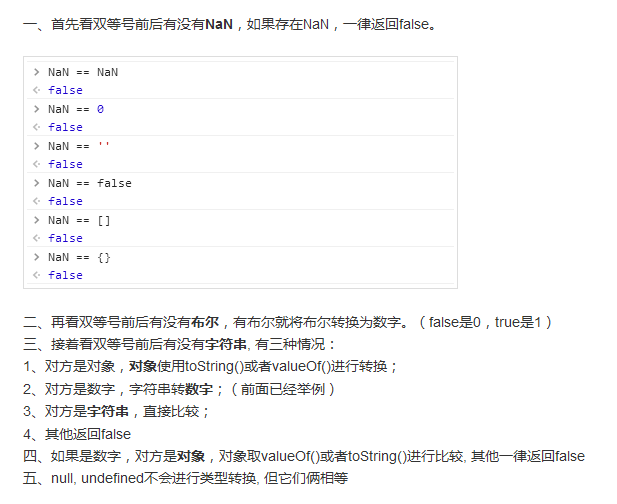 一、首先看双等号前后有没有NaN，如果存在NaN，一律返回false。
> NaN == NaN
< false
> NaN == 0
< false
> NaN == ''
< false
> NaN == false
< false
> NaN == []
< false
> NaN == {}
< false
二、再看双等号前后有没有布尔，有布尔就将布尔转换为数字。（false是0，true是1）
三、接着看双等号前后有没有字符串, 有三种情况：
1、对方是对象，对象使用toString()或者valueOf()进行转换；
2、对方是数字，字符串转数字；（前面已经举例）
3、对方是字符串，直接比较；
4、其他返回false
四、如果是数字，对方是对象，对象取valueOf()或者toString()进行比较, 其他一律返回false
五、null, undefined不会进行类型转换, 但它们俩相等